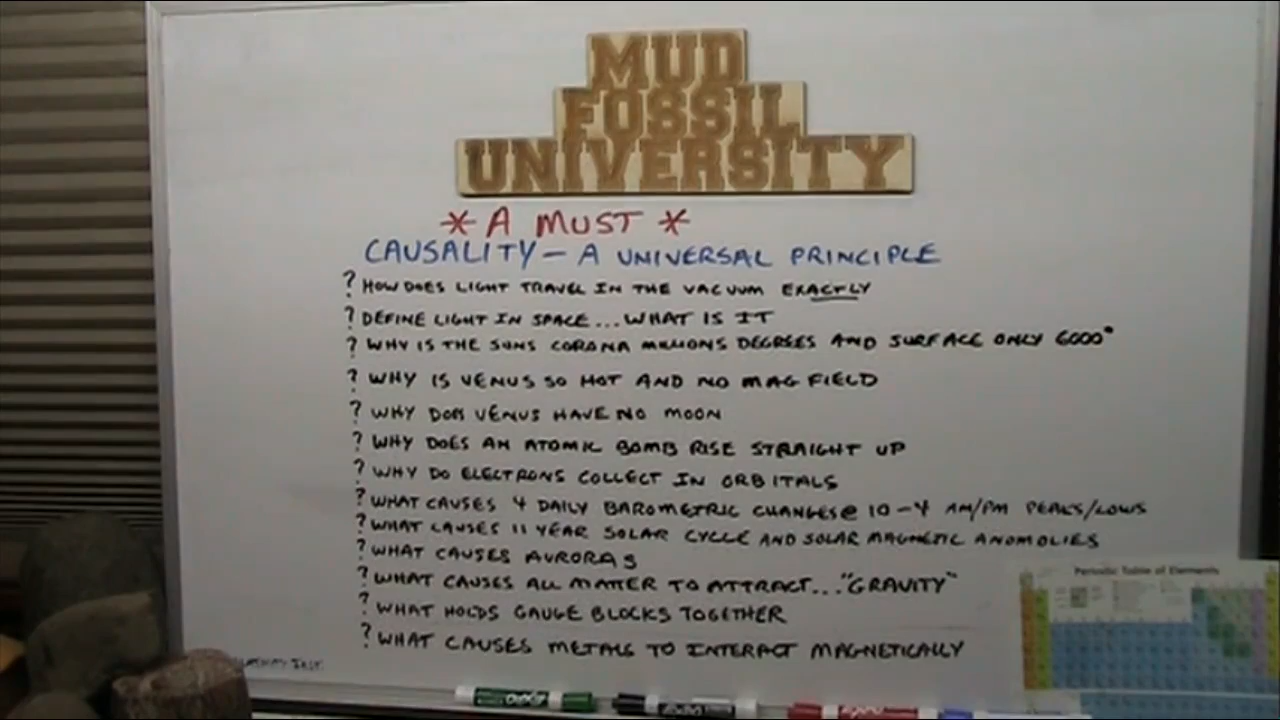 MUD
FOSSIL
UNIVERSITY
* A MUST *
CAUSALITY — A UNIVERSAL PRINCIPLE
? HOW DOES LIGHT TRAVEL IN THE VACUUM EXACTLY
? DEFINE LIGHT IN SPACE... WHAT IS IT
? WHY IS THE SUNS CORONA MILLIONS DEGREES AND SURFACE ONLY 6000°
? WHY IS VENUS SO HOT AND NO MAG FIELD
? WHY DOES VENUS HAVE NO MOON
? WHY DOES AN ATOMIC BOMB RISE STRAIGHT UP
? WHY DO ELECTRONS COLLECT IN ORBITALS
? WHAT CAUSES 4 DAILY BAROMETRIC CHANGES @ 10-4 AM/PM PEAKS/LOWS
? WHAT CAUSES 11 YEAR SOLAR CYCLE AND SOLAR MAGNETIC ANOMOLIES
? WHAT CAUSES AURORAS
? WHAT CAUSES ALL MATTER TO ATTRACT... "GRAVITY"
? WHAT HOLDS GAUGE BLOCKS TOGETHER
? WHAT CAUSES METALS TO INTERACT MAGNETICALLY
Periodic Table of Elements
EXPO